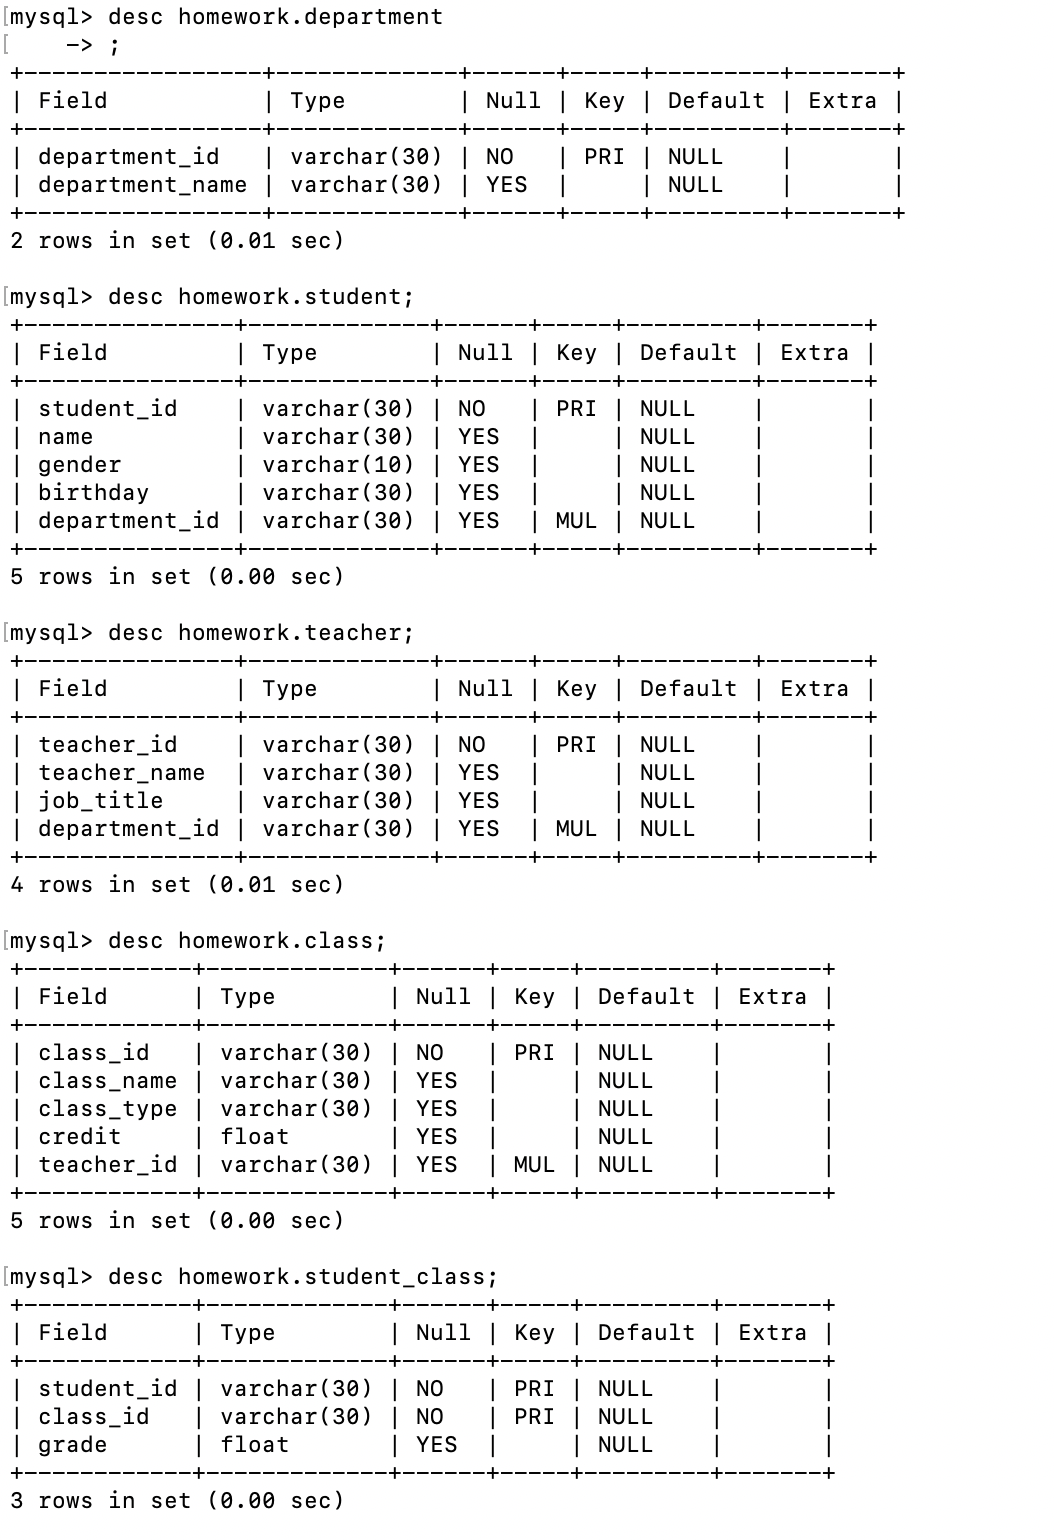 [mysql> desc homework.department
[    -> ;
+-----------------+-------------+------+-----+---------+-------+
| Field           | Type        | Null | Key | Default | Extra |
+-----------------+-------------+------+-----+---------+-------+
| department_id   | varchar(30) | NO   | PRI | NULL    |       |
| department_name | varchar(30) | YES  |     | NULL    |       |
+-----------------+-------------+------+-----+---------+-------+
2 rows in set (0.01 sec)
[mysql> desc homework.student;
+---------------+-------------+------+-----+---------+-------+
| Field         | Type        | Null | Key | Default | Extra |
+---------------+-------------+------+-----+---------+-------+
| student_id    | varchar(30) | NO   | PRI | NULL    |       |
| name          | varchar(30) | YES  |     | NULL    |       |
| gender        | varchar(10) | YES  |     | NULL    |       |
| birthday      | varchar(30) | YES  |     | NULL    |       |
| department_id | varchar(30) | YES  | MUL | NULL    |       |
+---------------+-------------+------+-----+---------+-------+
5 rows in set (0.00 sec)
[mysql> desc homework.teacher;
+---------------+-------------+------+-----+---------+-------+
| Field         | Type        | Null | Key | Default | Extra |
+---------------+-------------+------+-----+---------+-------+
| teacher_id    | varchar(30) | NO   | PRI | NULL    |       |
| teacher_name  | varchar(30) | YES  |     | NULL    |       |
| job_title     | varchar(30) | YES  |     | NULL    |       |
| department_id | varchar(30) | YES  | MUL | NULL    |       |
+---------------+-------------+------+-----+---------+-------+
4 rows in set (0.01 sec)
[mysql> desc homework.class;
+------------+-------------+------+-----+---------+-------+
| Field      | Type        | Null | Key | Default | Extra |
+------------+-------------+------+-----+---------+-------+
| class_id   | varchar(30) | NO   | PRI | NULL    |       |
| class_name | varchar(30) | YES  |     | NULL    |       |
| class_type | varchar(30) | YES  |     | NULL    |       |
| credit     | float       | YES  |     | NULL    |       |
| teacher_id | varchar(30) | YES  | MUL | NULL    |       |
+------------+-------------+------+-----+---------+-------+
5 rows in set (0.00 sec)
[mysql> desc homework.student_class;
+------------+-------------+------+-----+---------+-------+
| Field      | Type        | Null | Key | Default | Extra |
+------------+-------------+------+-----+---------+-------+
| student_id | varchar(30) | NO   | PRI | NULL    |       |
| class_id   | varchar(30) | NO   | PRI | NULL    |       |
| grade      | float       | YES  |     | NULL    |       |
+------------+-------------+------+-----+---------+-------+
3 rows in set (0.00 sec)